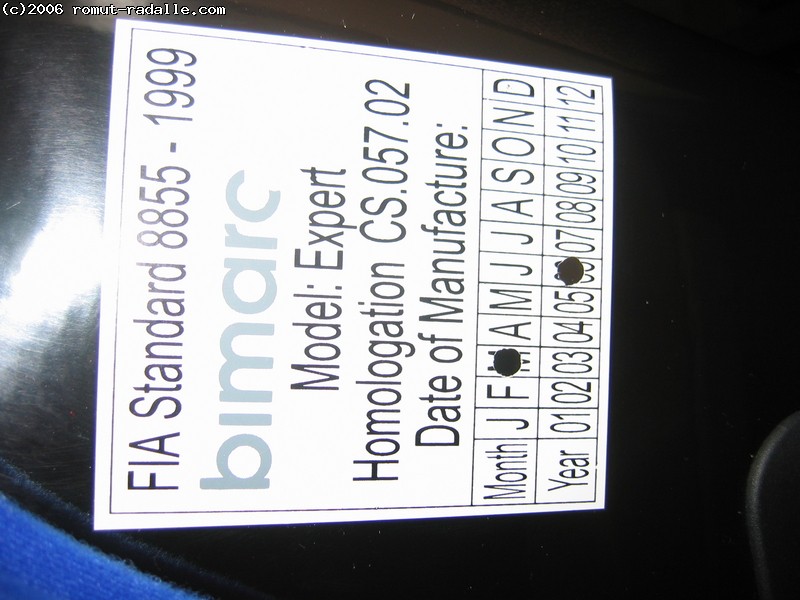 (c)2006 romut-radalle.com
FIA Standard 8855 - 1999
bimarc
Model: Expert
Homologation CS.057.02
Date of Manufacture:
Month J F M A M J J A S O N D
Year 01 02 03 04 05 06 07 08 09 10 11 12